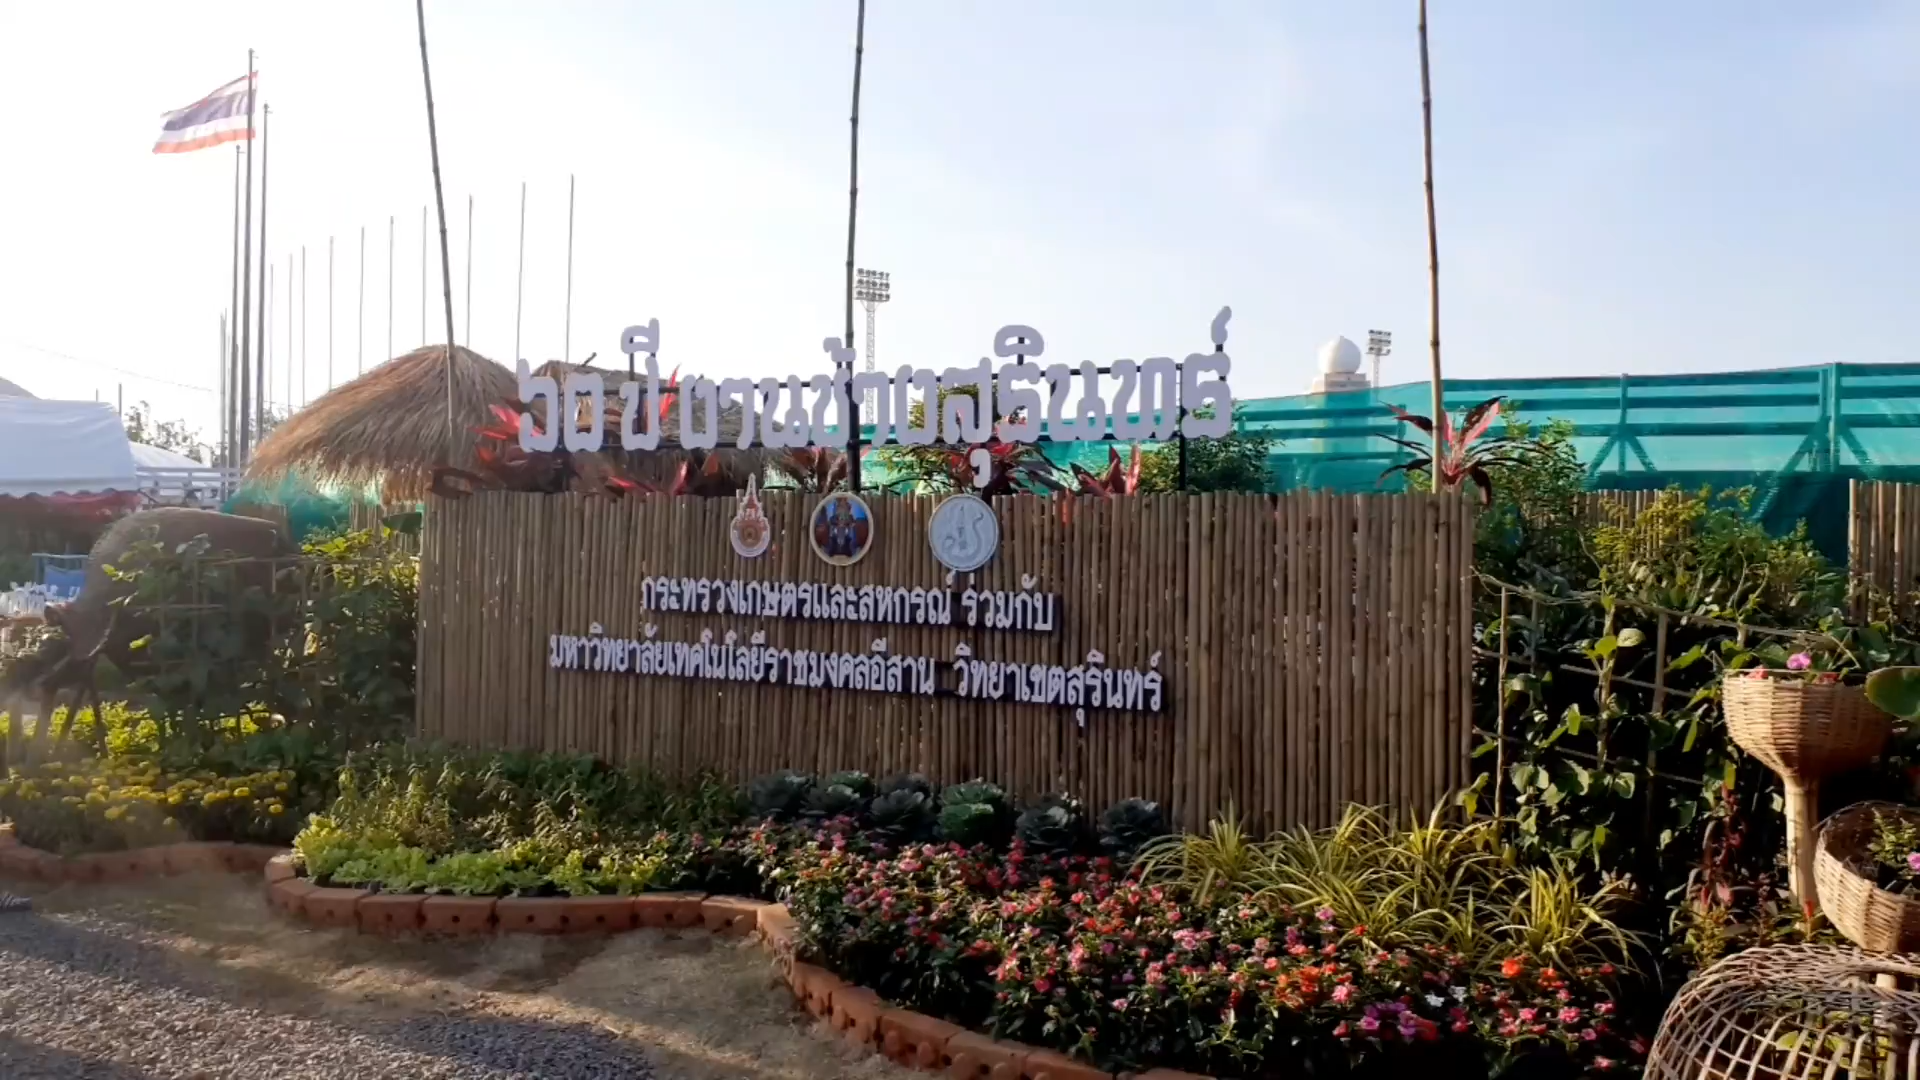 ๖๐ ปี งานช้างสุรินทร์
กระทรวงเกษตรและสหกรณ์ ร่วมกับ
มหาวิทยาลัยเทคโนโลยีราชมงคลอีสาน วิทยาเขตสุรินทร์